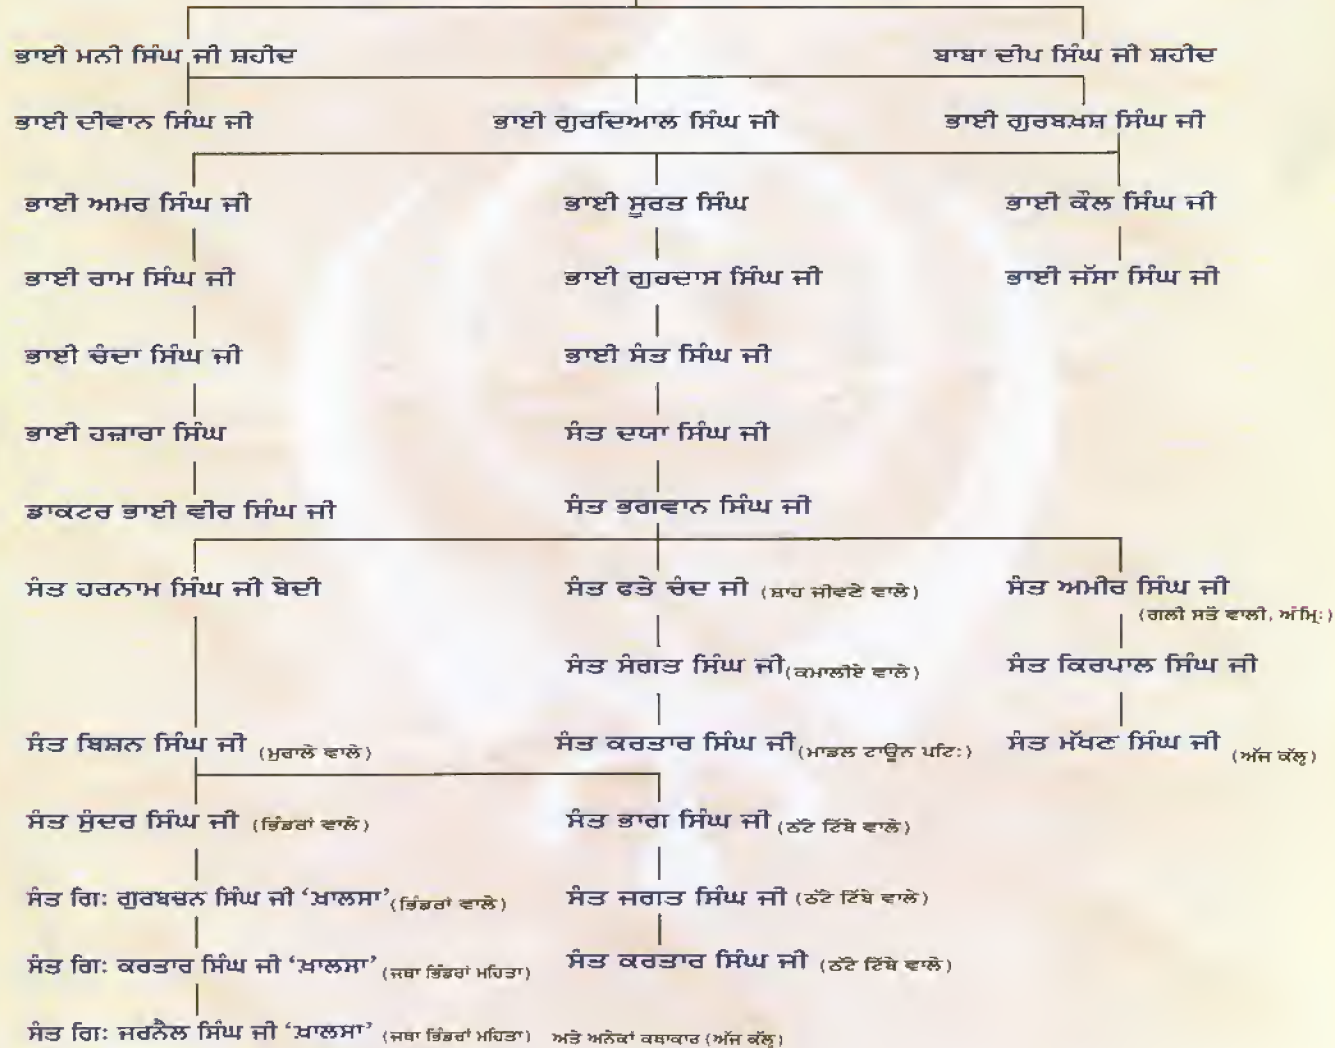 ਭਾਈ ਮਨੀ ਸਿੰਘ ਜੀ ਸ਼ਹੀਦ ਬਾਬਾ ਦੀਪ ਸਿੰਘ ਜੀ ਸ਼ਹੀਦ
ਭਾਈ ਦੀਵਾਨ ਸਿੰਘ ਜੀ ਭਾਈ ਗੁਰਦਿਆਲ ਸਿੰਘ ਜੀ ਭਾਈ ਗੁਰਬਖ਼ਸ਼ ਸਿੰਘ ਜੀ
ਭਾਈ ਅਮਰ ਸਿੰਘ ਜੀ ਭਾਈ ਸੂਰਤ ਸਿੰਘ ਭਾਈ ਕੌਲ ਸਿੰਘ ਜੀ
ਭਾਈ ਰਾਮ ਸਿੰਘ ਜੀ ਭਾਈ ਗੁਰਦਾਸ ਸਿੰਘ ਜੀ ਭਾਈ ਜੱਸਾ ਸਿੰਘ ਜੀ
ਭਾਈ ਚੰਦਾ ਸਿੰਘ ਜੀ ਭਾਈ ਸੰਤ ਸਿੰਘ ਜੀ
ਭਾਈ ਹਜ਼ਾਰਾ ਸਿੰਘ ਸੰਤ ਦਯਾ ਸਿੰਘ ਜੀ
ਡਾਕਟਰ ਭਾਈ ਵੀਰ ਸਿੰਘ ਜੀ ਸੰਤ ਭਗਵਾਨ ਸਿੰਘ ਜੀ
ਸੰਤ ਹਰਨਾਮ ਸਿੰਘ ਜੀ ਬੇਦੀ ਸੰਤ ਫਤੇ ਚੰਦ ਜੀ (ਸ਼ਾਹ ਜੀਵਣੇ ਵਾਲੇ) ਸੰਤ ਅਮੀਰ ਸਿੰਘ ਜੀ
(ਗਲੀ ਸਤੋ ਵਾਲੀ, ਅੰਮ੍ਰਿ:)
ਸੰਤ ਸੰਗਤ ਸਿੰਘ ਜੀ (ਕਮਾਲੀਏ ਵਾਲੇ) ਸੰਤ ਕਿਰਪਾਲ ਸਿੰਘ ਜੀ
ਸੰਤ ਬਿਸ਼ਨ ਸਿੰਘ ਜੀ (ਮੁਰਾਲੇ ਵਾਲੇ) ਸੰਤ ਕਰਤਾਰ ਸਿੰਘ ਜੀ (ਮਾਡਲ ਟਾਊਨ ਪਟਿ:) ਸੰਤ ਮੱਖਣ ਸਿੰਘ ਜੀ (ਅੱਜ ਕੱਲ੍ਹ)
ਸੰਤ ਸੁੰਦਰ ਸਿੰਘ ਜੀ (ਭਿੰਡਰਾਂ ਵਾਲੇ) ਸੰਤ ਭਾਗ ਸਿੰਘ ਜੀ (ਠੱਟੇ ਟਿੱਬੇ ਵਾਲੇ)
ਸੰਤ ਗਿ: ਗੁਰਬਚਨ ਸਿੰਘ ਜੀ ‘ਖ਼ਾਲਸਾ’ (ਭਿੰਡਰਾਂ ਵਾਲੇ) ਸੰਤ ਜਗਤ ਸਿੰਘ ਜੀ (ਠੱਟੇ ਟਿੱਬੇ ਵਾਲੇ)
ਸੰਤ ਗਿ: ਕਰਤਾਰ ਸਿੰਘ ਜੀ ‘ਖ਼ਾਲਸਾ’ (ਜਥਾ ਭਿੰਡਰਾਂ ਮਹਿਤਾ) ਸੰਤ ਕਰਤਾਰ ਸਿੰਘ ਜੀ (ਠੱਟੇ ਟਿੱਬੇ ਵਾਲੇ)
ਸੰਤ ਗਿ: ਜਰਨੈਲ ਸਿੰਘ ਜੀ ‘ਖ਼ਾਲਸਾ’ (ਜਥਾ ਭਿੰਡਰਾਂ ਮਹਿਤਾ) ਅਤੇ ਅਨੇਕਾਂ ਕਥਾਕਾਰ (ਅੱਜ ਕੱਲ੍ਹ)